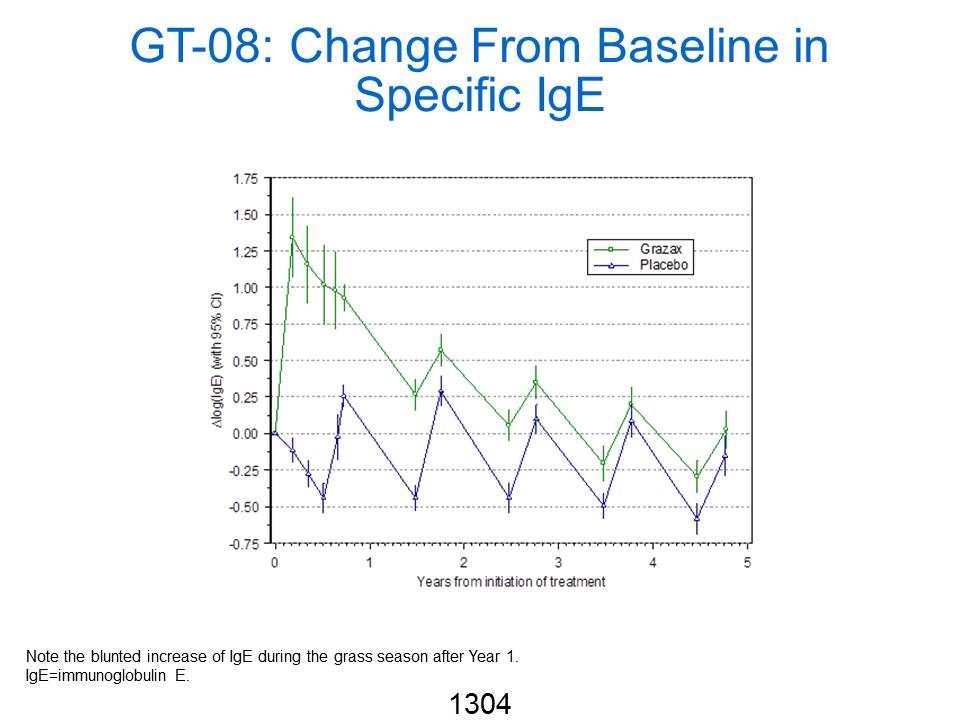 GT-08: Change From Baseline in
Specific IgE
1.75
1.50
1.25
1.00
0.75
0.50
0.25
0.00
-0.25
-0.50
-0.75
Δlog(IgE) (with 95% CI)
Grazax
Placebo
0 1 2 3 4 5
Years from initiation of treatment
Note the blunted increase of IgE during the grass season after Year 1.
IgE=immunoglobulin E.
1304